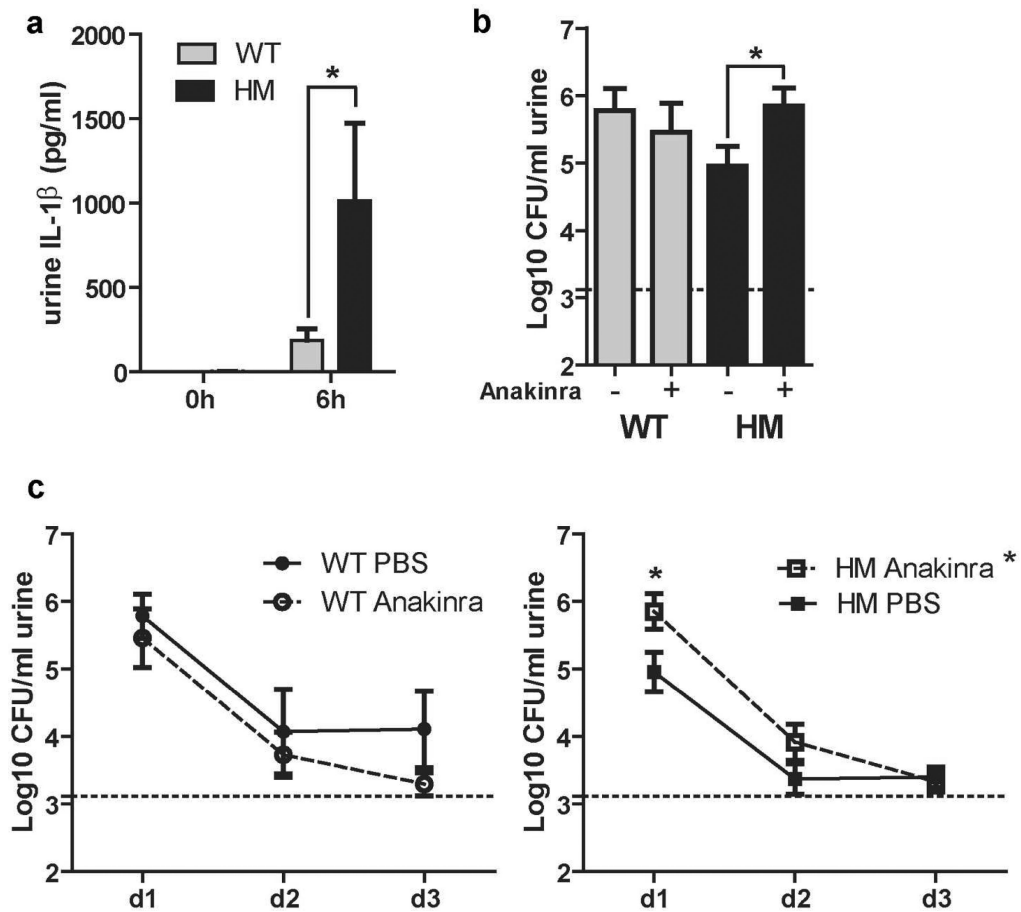 a
2000
1500
1000
500
0
urine IL-1β (pg/ml)
WT
HM
*
0h
6h
b
7
6
5
4
3
2
Log10 CFU/ml urine
*
Anakinra - + - +
WT HM
c
7
6
5
4
3
2
Log10 CFU/ml urine
WT PBS
WT Anakinra
d1 d2 d3
7
6
5
4
3
2
Log10 CFU/ml urine
*
HM Anakinra *
HM PBS
d1 d2 d3